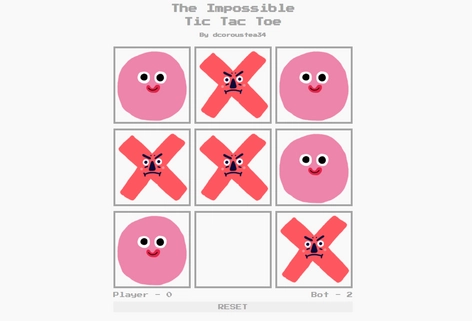 The Impossible
Tic Tac Toe
By dcoroustea34
Player - 0
Bot - 2
RESET